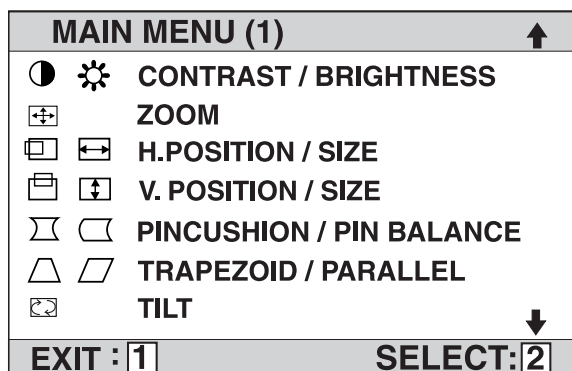 MAIN MENU (1)
CONTRAST / BRIGHTNESS
ZOOM
H.POSITION / SIZE
V. POSITION / SIZE
PINCUSHION / PIN BALANCE
TRAPEZOID / PARALLEL
TILT
EXIT : 1 SELECT: 2